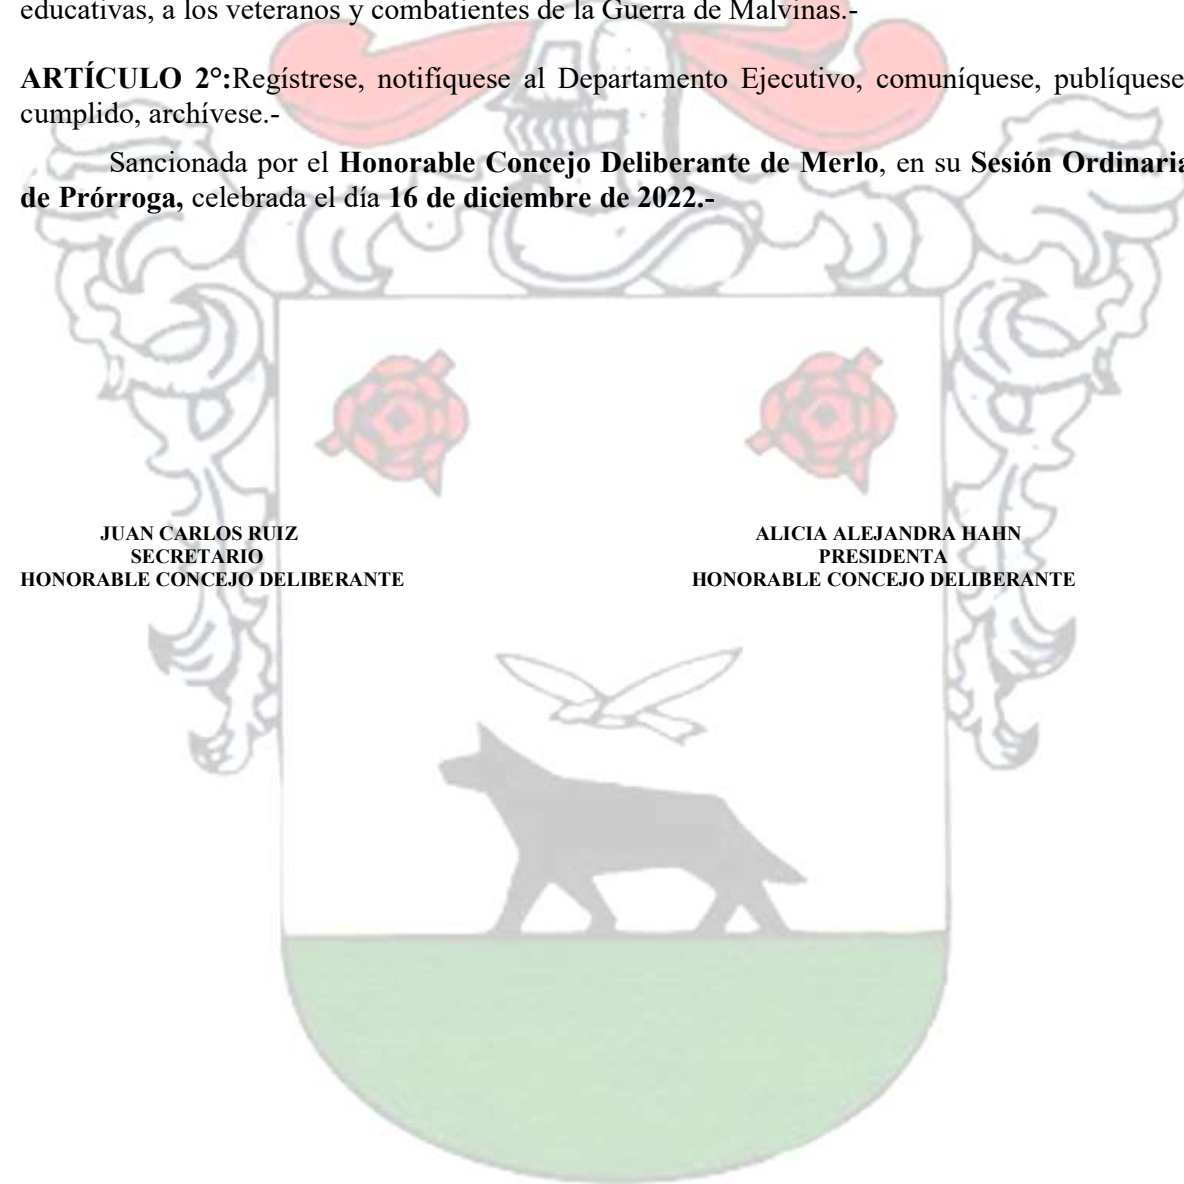 educativas, a los veteranos y combatientes de la Guerra de Malvinas.-
ARTÍCULO 2°:Regístrese, notifíquese al Departamento Ejecutivo, comuníquese, publíquese
cumplido, archívese.-
Sancionada por el Honorable Concejo Deliberante de Merlo, en su Sesión Ordinaria
de Prórroga, celebrada el día 16 de diciembre de 2022.-
JUAN CARLOS RUIZ
SECRETARIO
HONORABLE CONCEJO DELIBERANTE
ALICIA ALEJANDRA HAHN
PRESIDENTA
HONORABLE CONCEJO DELIBERANTE